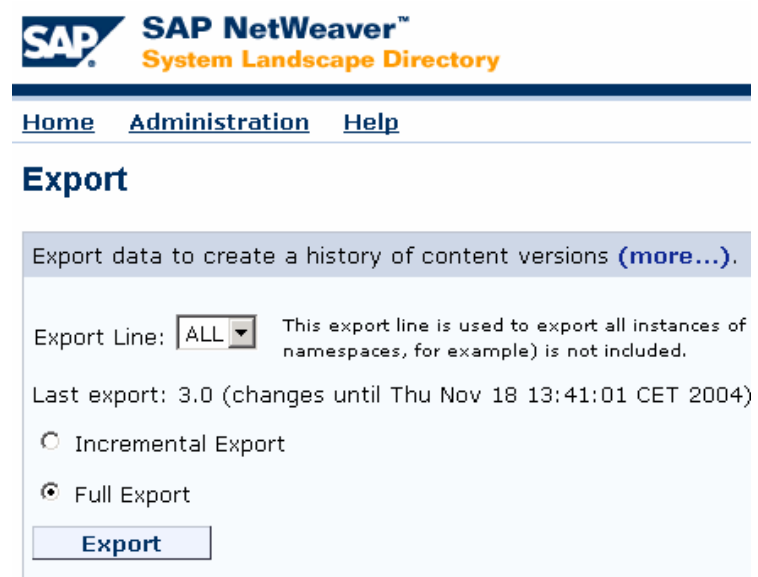 SAP
SAP NetWeaver™
System Landscape Directory
Home Administration Help
Export
Export data to create a history of content versions (more...).
Export Line: ALL
This export line is used to export all instances of
namespaces, for example) is not included.
Last export: 3.0 (changes until Thu Nov 18 13:41:01 CET 2004)
Incremental Export
Full Export
Export